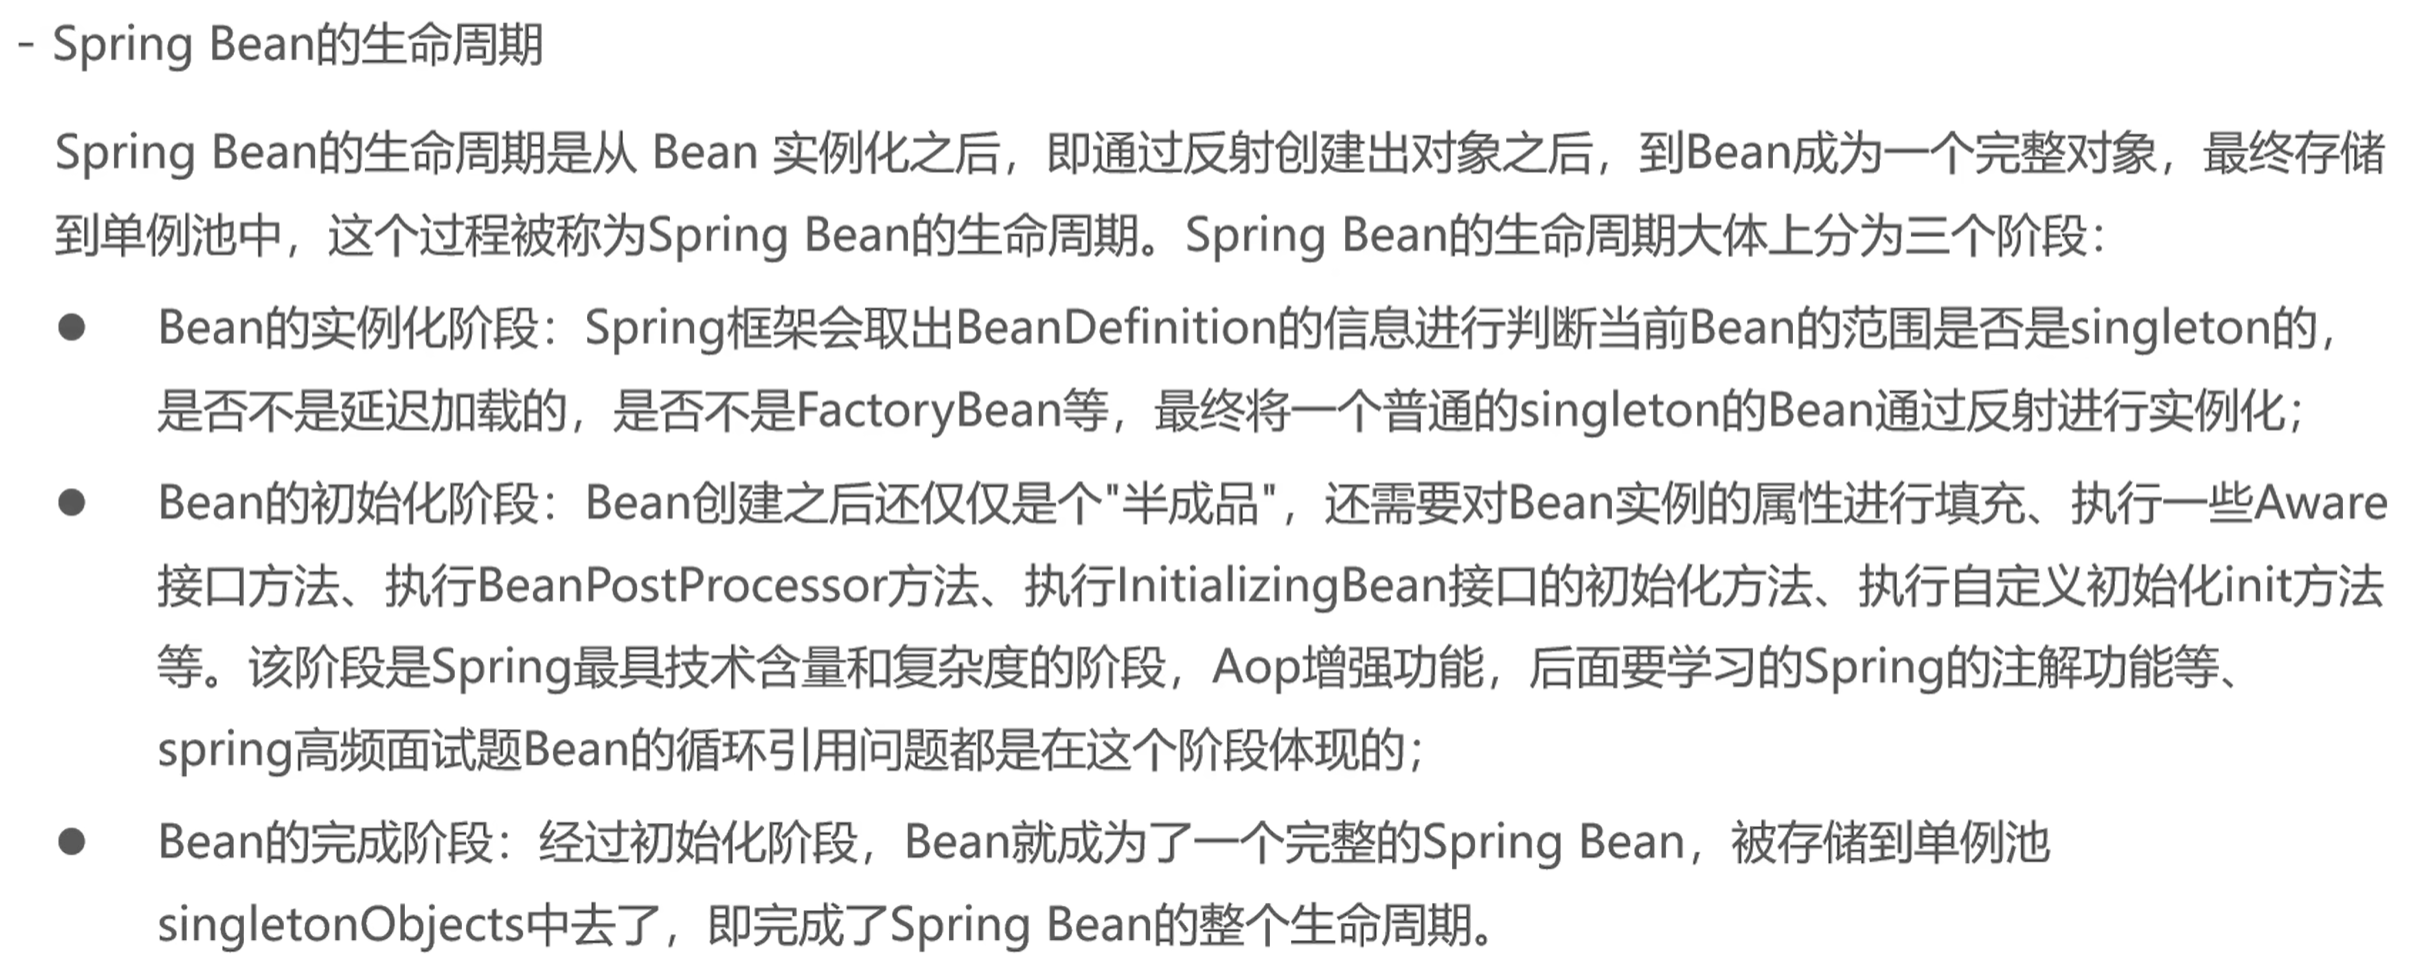 - Spring Bean的生命周期
Spring Bean的生命周期是从 Bean 实例化之后，即通过反射创建出对象之后，到Bean成为一个完整对象，最终存储
到单例池中，这个过程被称为Spring Bean的生命周期。Spring Bean的生命周期大体上分为三个阶段：
● Bean的实例化阶段：Spring框架会取出BeanDefinition的信息进行判断当前Bean的范围是否是singleton的，
是否不是延迟加载的，是否不是FactoryBean等，最终将一个普通的singleton的Bean通过反射进行实例化；
● Bean的初始化阶段：Bean创建之后还仅仅是个"半成品"，还需要对Bean实例的属性进行填充、执行一些Aware
接口方法、执行BeanPostProcessor方法、执行InitializingBean接口的初始化方法、执行自定义初始化init方法
等。该阶段是Spring最具技术含量和复杂度的阶段，Aop增强功能，后面要学习的Spring的注解功能等、
spring高频面试题Bean的循环引用问题都是在这个阶段体现的；
● Bean的完成阶段：经过初始化阶段，Bean就成为了一个完整的Spring Bean，被存储到单例池
singletonObjects中去了，即完成了Spring Bean的整个生命周期。